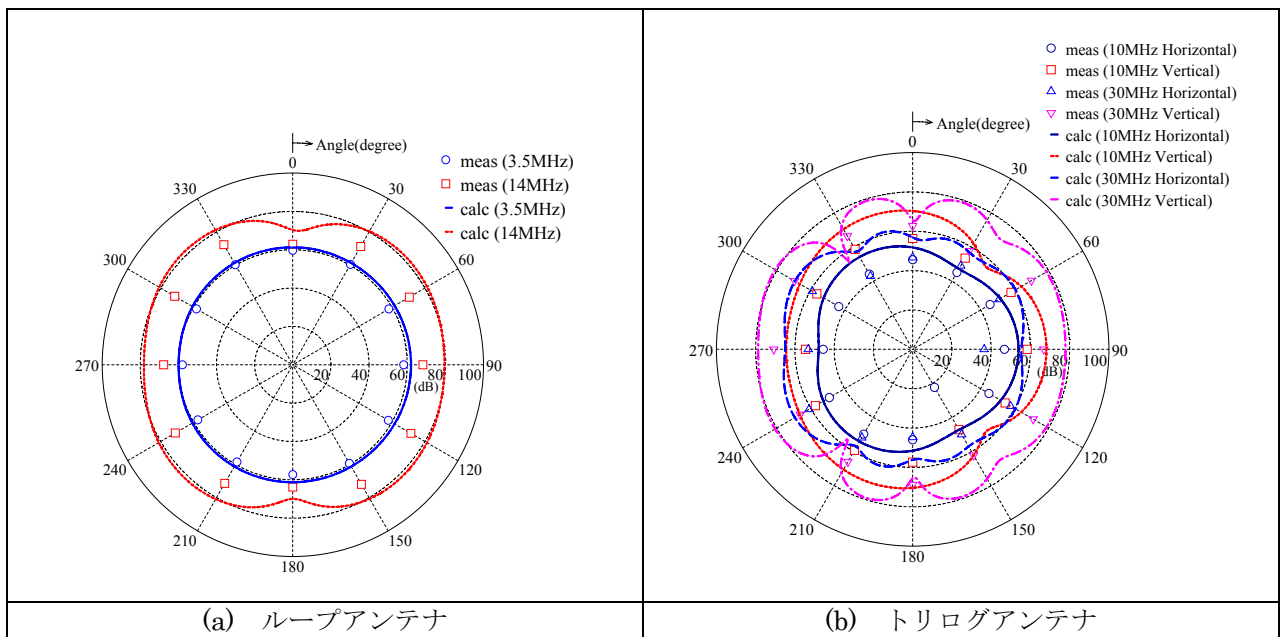 Angle(degree)
0
30
60
90
120
150
180
210
240
270
300
330
20
40
60
80
100
(dB)
meas (3.5MHz)
meas (14MHz)
calc (3.5MHz)
calc (14MHz)
(a) ループアンテナ
Angle(degree)
0
30
60
90
120
150
180
210
240
270
300
330
20
40
60
80
100
(dB)
meas (10MHz Horizontal)
meas (10MHz Vertical)
meas (30MHz Horizontal)
meas (30MHz Vertical)
calc (10MHz Horizontal)
calc (10MHz Vertical)
calc (30MHz Horizontal)
calc (30MHz Vertical)
(b) トリログアンテナ